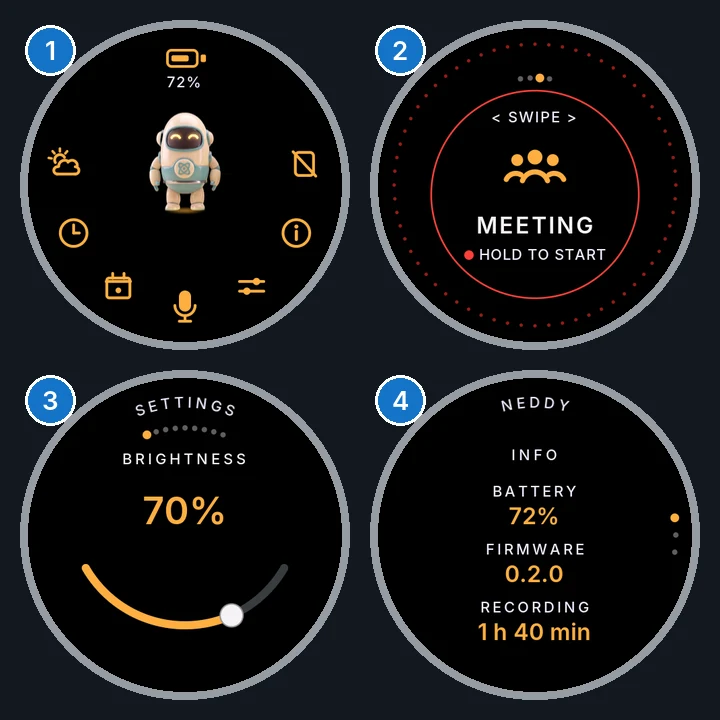 1
72%
2
< SWIPE >
MEETING
HOLD TO START
3
SETTINGS
BRIGHTNESS
70%
4
NEDDY
INFO
BATTERY
72%
FIRMWARE
0.2.0
RECORDING
1 h 40 min